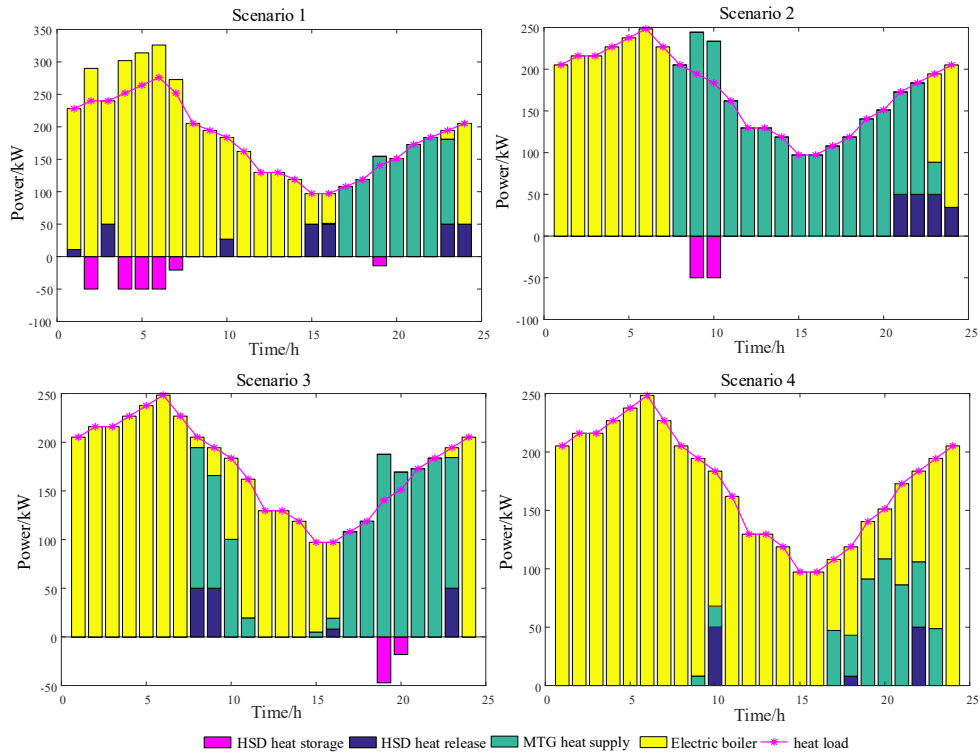 Scenario 1
Scenario 2
350
300
250
200
150
100
50
0
-50
-100
Power/kW
0 5 10 15 20 25
Time/h
250
200
150
100
50
0
-50
-100
Power/kW
0 5 10 15 20 25
Time/h
Scenario 3
Scenario 4
250
200
150
100
50
0
-50
Power/kW
0 5 10 15 20 25
Time/h
250
200
150
100
50
0
Power/kW
0 5 10 15 20 25
Time/h
HSD heat storage HSD heat release MTG heat supply Electric boiler heat load